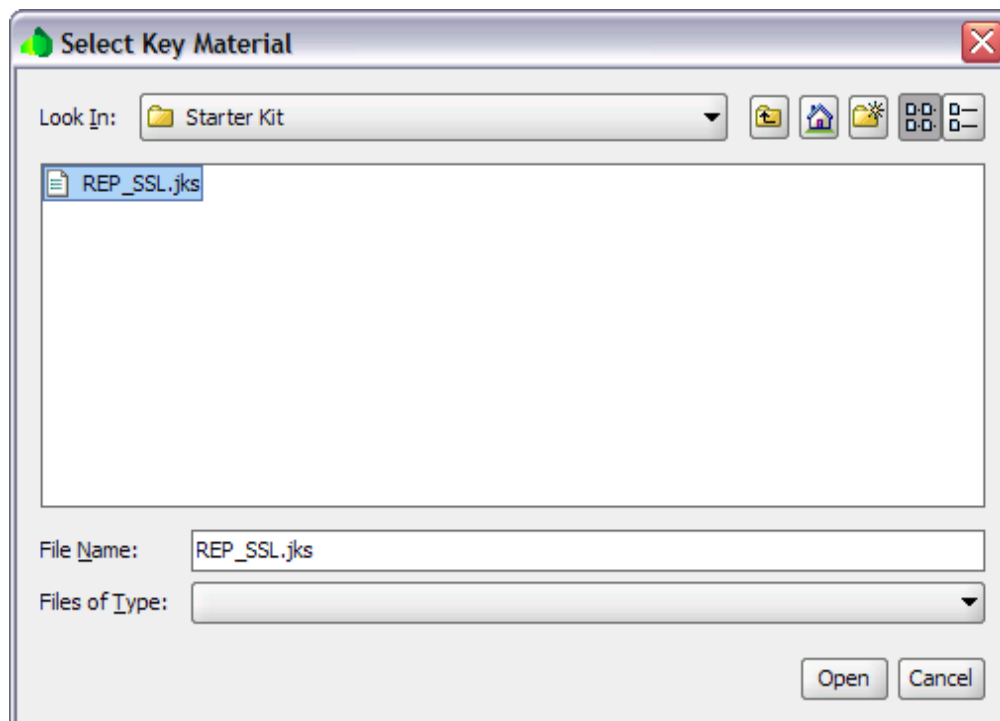 Select Key Material
Look In: Starter Kit
REP_SSL.jks
File Name: REP_SSL.jks
Files of Type:
Open Cancel